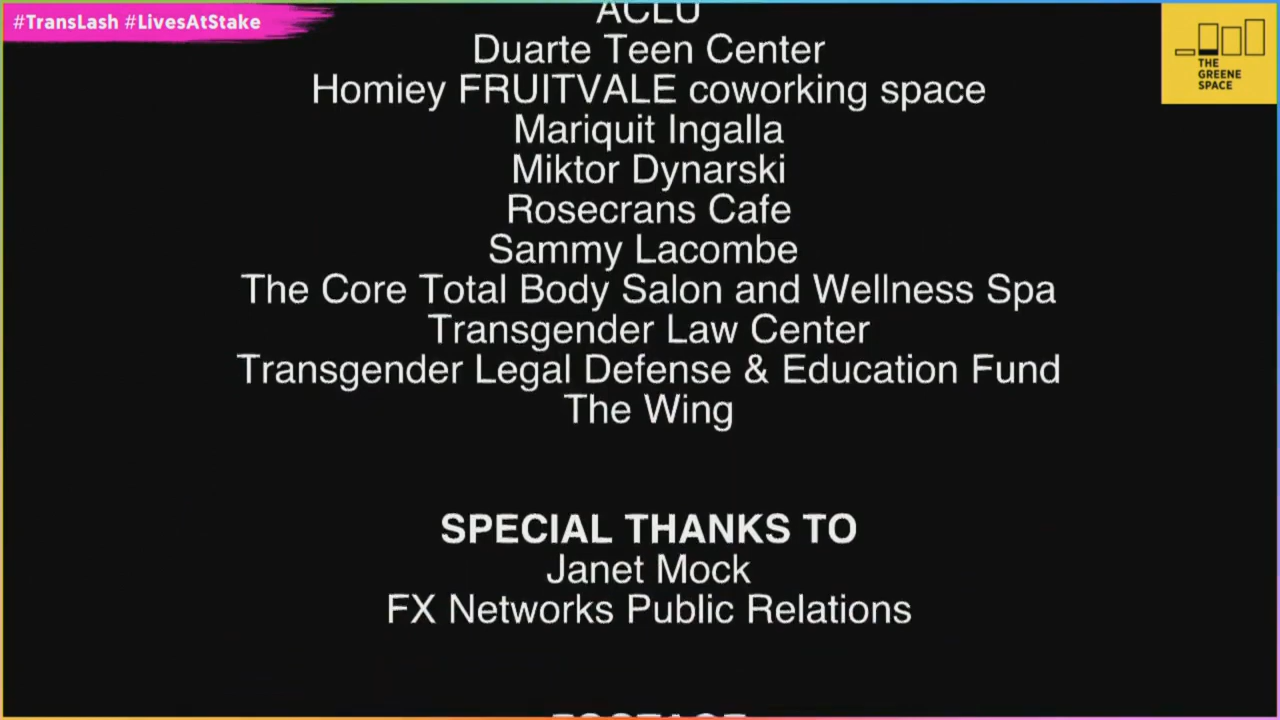 #TransLash #LivesAtStake
THE
GREENE
SPACE
ACLU
Duarte Teen Center
Homiey FRUITVALE coworking space
Mariquit Ingalla
Miktor Dynarski
Rosecrans Cafe
Sammy Lacombe
The Core Total Body Salon and Wellness Spa
Transgender Law Center
Transgender Legal Defense & Education Fund
The Wing
SPECIAL THANKS TO
Janet Mock
FX Networks Public Relations